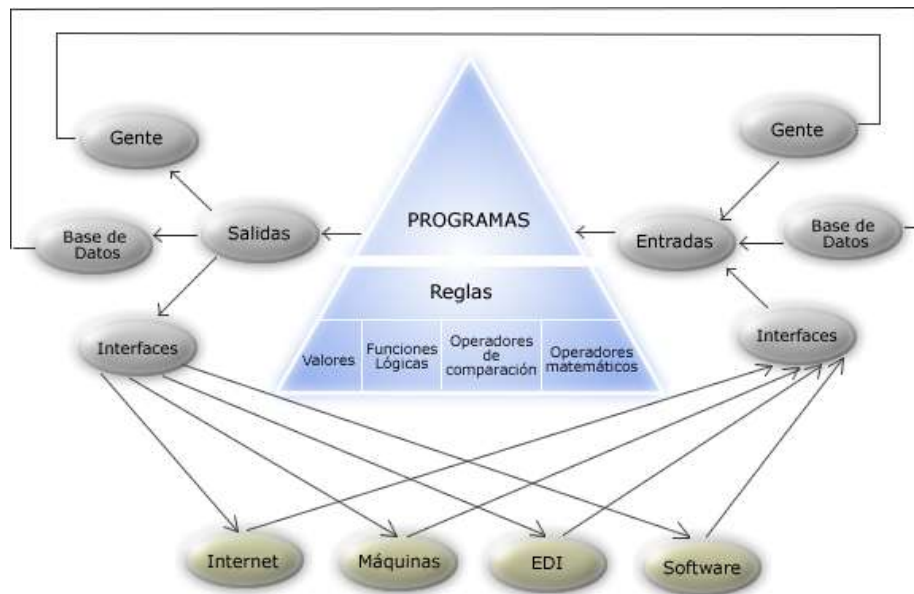 Gente
Gente
PROGRAMAS
Salidas
Entradas
Base de
Datos
Base de
Datos
Reglas
Interfaces
Interfaces
Valores
Funciones
Lógicas
Operadores
de
comparación
Operadores
matemáticos
Internet
Máquinas
EDI
Software